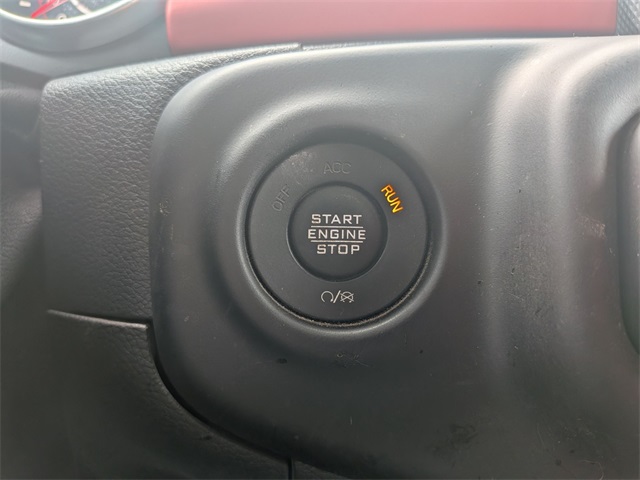 OFF
ACC
RUN
START
ENGINE
STOP